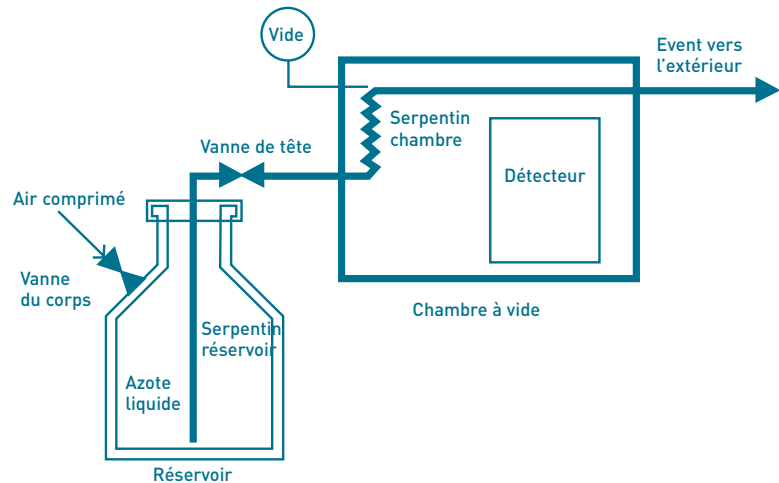 Vide
Event vers
l'extérieur
Serpentin
chambre
Vanne de tête
Détecteur
Air comprimé
Vanne
du corps
Chambre à vide
Serpentin
réservoir
Azote
liquide
Réservoir